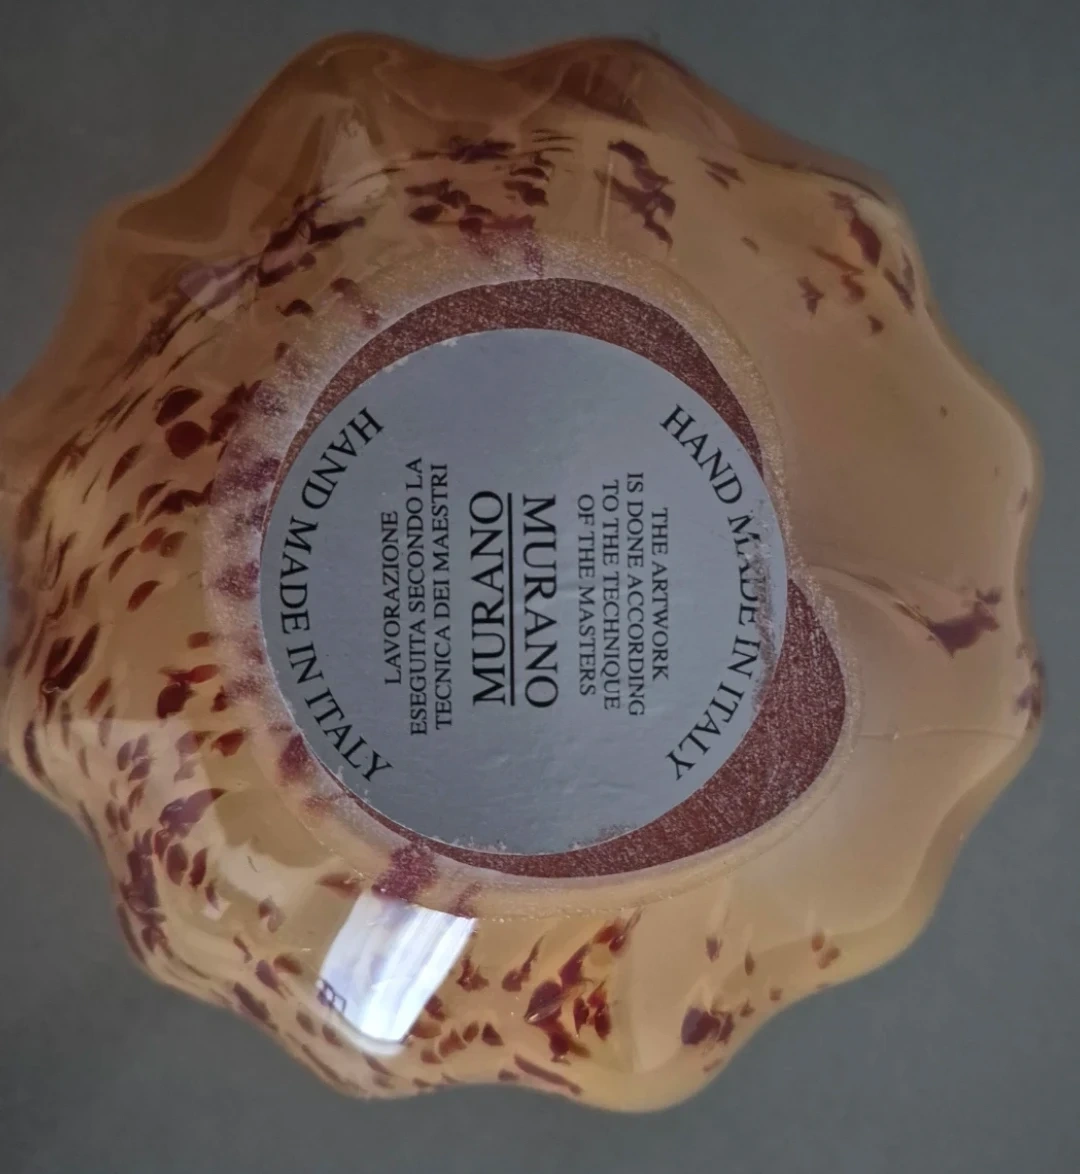 HAND MADE IN ITALY
THE ARTWORK
IS DONE ACCORDING
TO THE TECHNIQUE
OF THE MASTERS
MURANO
MURANO
LAVORAZIONE
ESEGUITA SECONDO LA
TECNICA DEI MAESTRI
HAND MADE IN ITALY